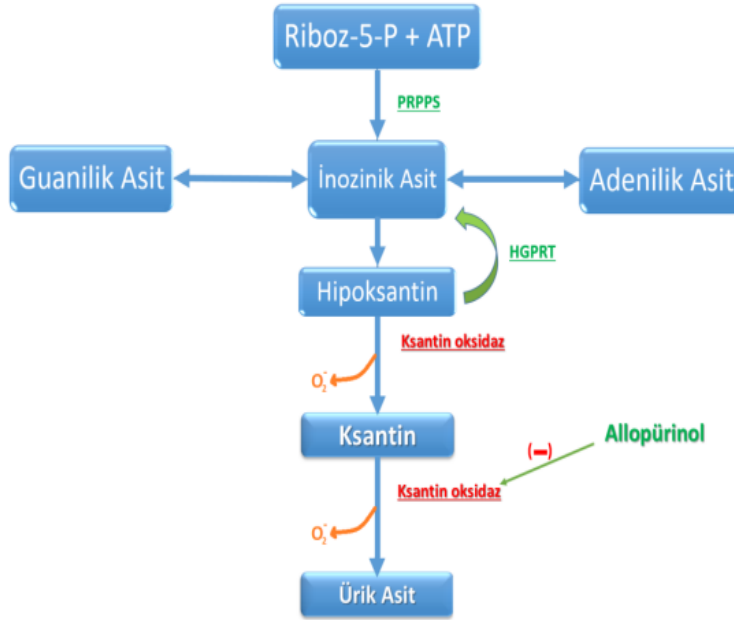 Riboz-5-P + ATP
PRPPS
Guanilik Asit
İnozinik Asit
Adenilik Asit
HGPRT
Hipoksantin
Ksantin oksidaz
O₂⁻
Ksantin
Allopürinol
(−)
Ksantin oksidaz
O₂⁻
Ürik Asit